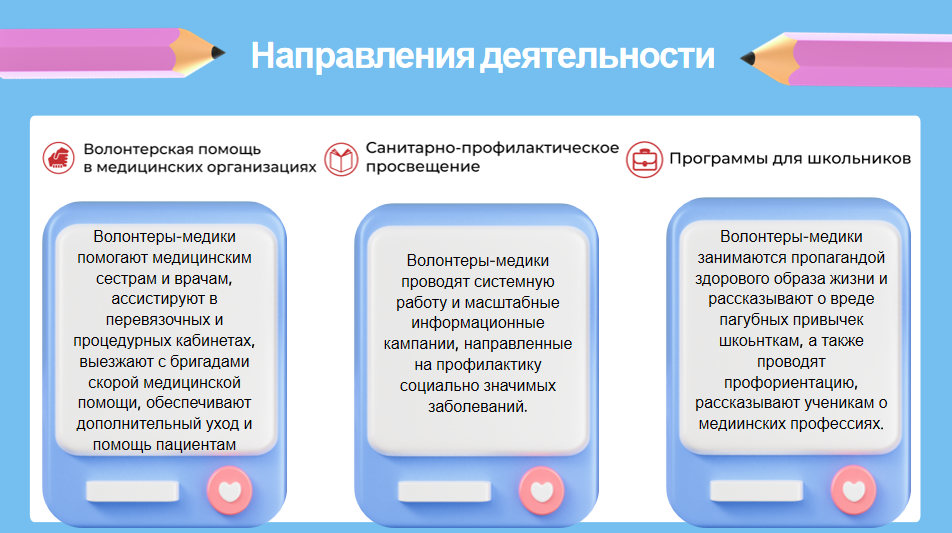 Направления деятельности
Волонтерская помощь
в медицинских организациях
Санитарно-профилактическое
просвещение
Программы для школьников
Волонтеры-медики
помогают медицинским
сестрам и врачам,
ассистируют в
перевязочных и
процедурных кабинетах,
выезжают с бригадами
скорой медицинской
помощи, обеспечивают
дополнительный уход и
помощь пациентам
Волонтеры-медики
проводят системную
работу и масштабные
информационные
кампании, направленные
на профилактику
социально значимых
заболеваний.
Волонтеры-медики
занимаются пропагандой
здорового образа жизни и
рассказывают о вреде
пагубных привычек
шкоьнткам, а также
проводят
профориентацию,
рассказывают ученикам о
медиинских профессиях.